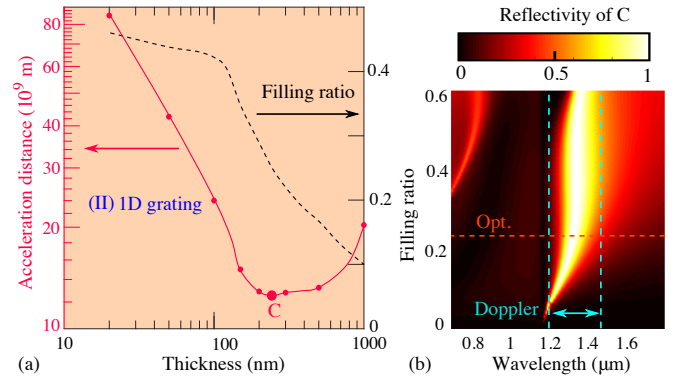 Acceleration distance (10⁹ m)
80
60
40
30
20
10
10
100
1000
Thickness (nm)
0.4
0.2
0
Filling ratio
(II) 1D grating
C
(a)
Reflectivity of C
0
0.5
1
Filling ratio
0.6
0.4
0.2
0
Opt.
Doppler
0.8
1
1.2
1.4
1.6
Wavelength (μm)
(b)